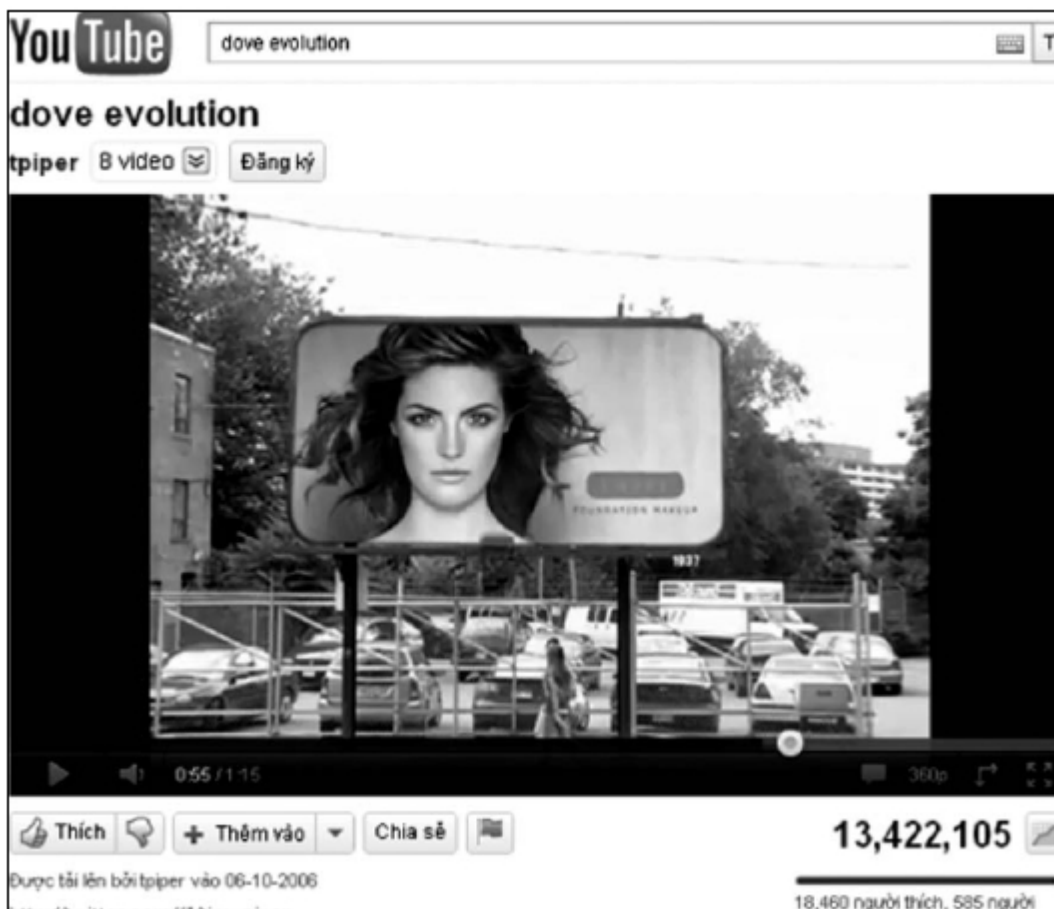 YouTube
dove evolution
T
dove evolution
tpiper 8 video Đăng ký
FOUNDATION MAKEUP
1937
0:55 / 1:15
360p
Thích
Thêm vào
Chia sẻ
13,422,105
Được tải lên bởi tpiper vào 06-10-2006
18,460 người thích, 585 người